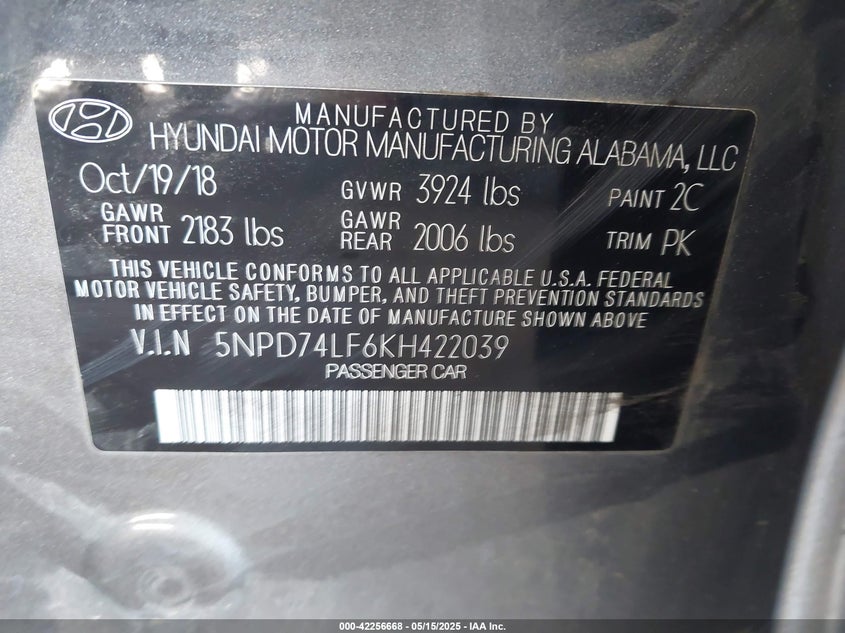 MANUFACTURED BY
HYUNDAI MOTOR MANUFACTURING ALABAMA, LLC
Oct/19/18 GVWR 3924 lbs PAINT 2C
GAWR FRONT 2183 lbs GAWR REAR 2006 lbs TRIM PK
THIS VEHICLE CONFORMS TO ALL APPLICABLE U.S.A. FEDERAL
MOTOR VEHICLE SAFETY, BUMPER, AND THEFT PREVENTION STANDARDS
IN EFFECT ON THE DATE OF MANUFACTURE SHOWN ABOVE.
V.I.N 5NPD74LF6KH422039
PASSENGER CAR
000-42256668 - 05/15/2025 - IAA Inc.